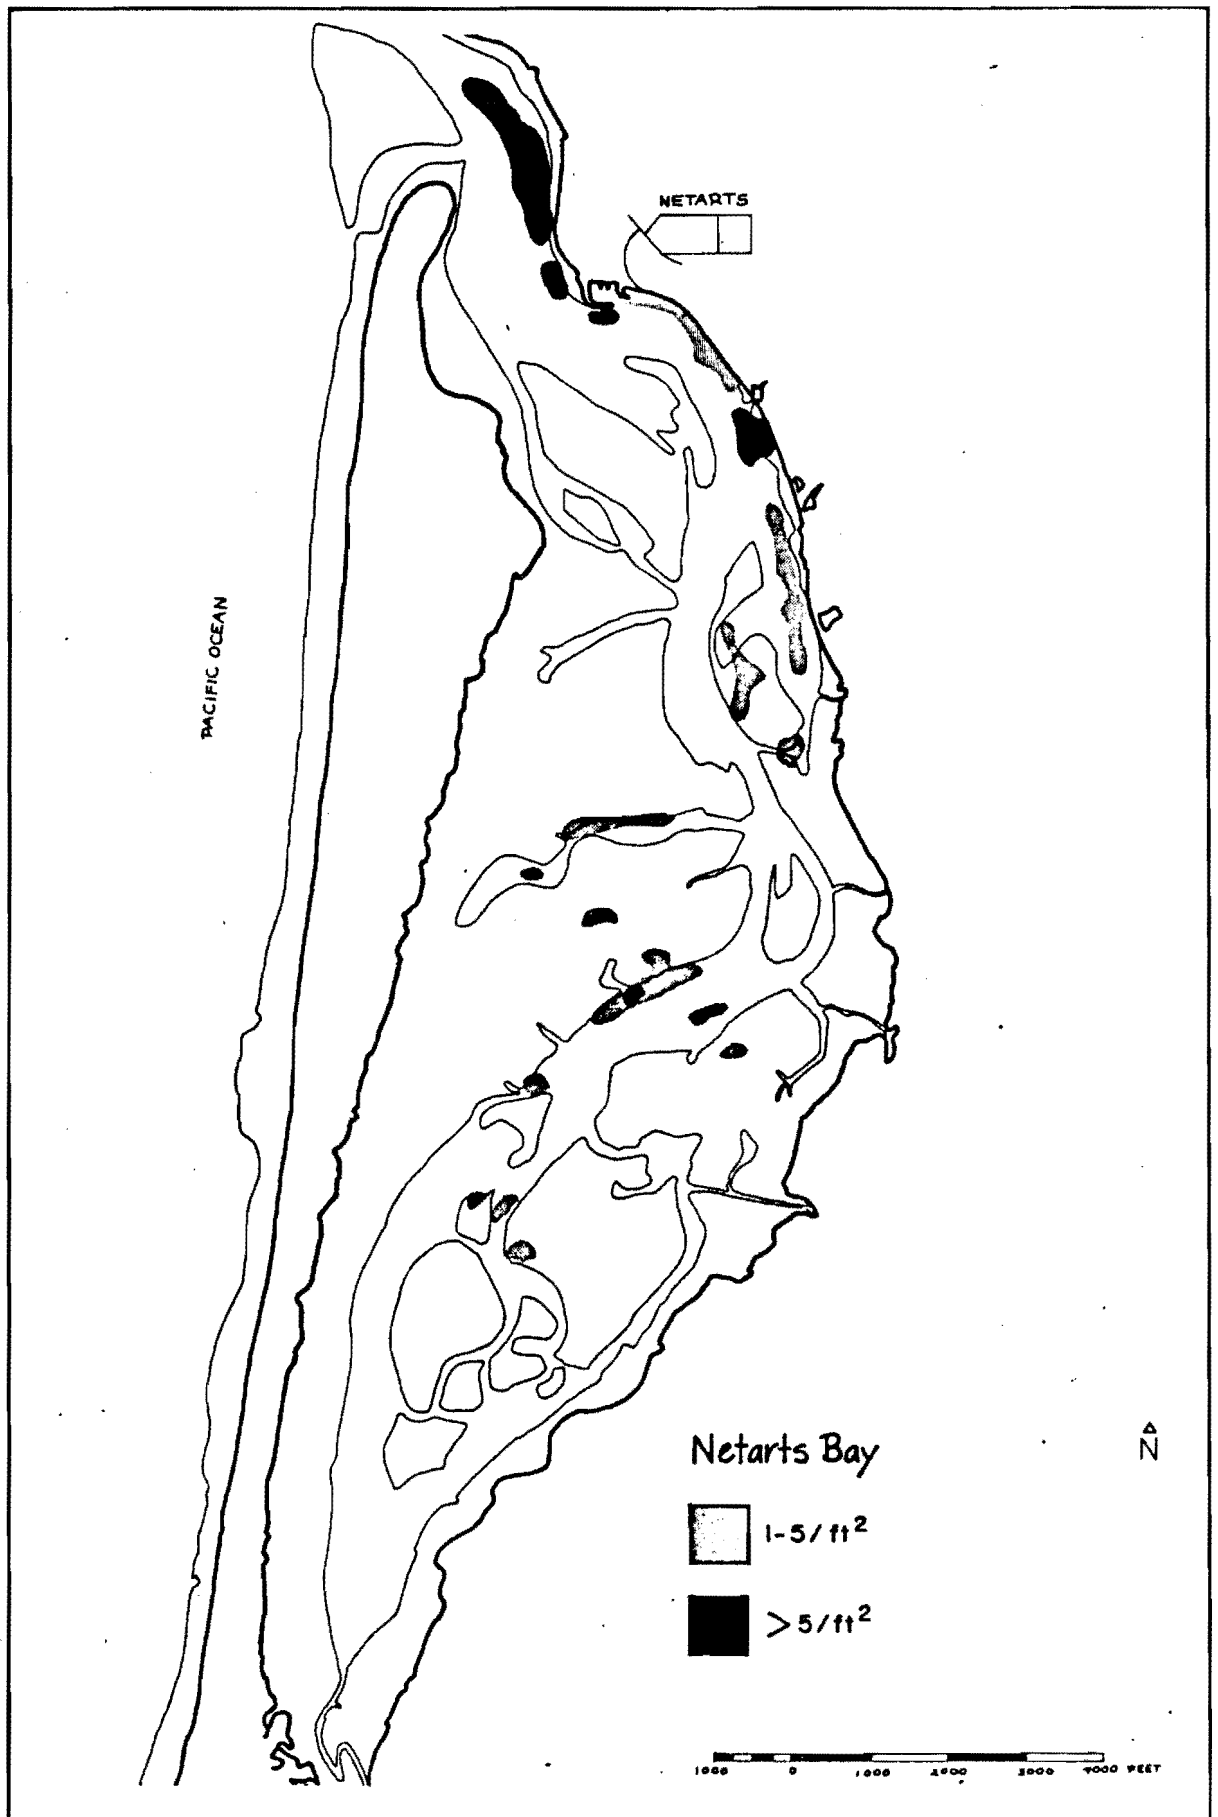 NETARTS
PACIFIC OCEAN
Netarts Bay
N
1-5/ft²
>5/ft²
1000 0 1000 2000 3000 4000 FEET